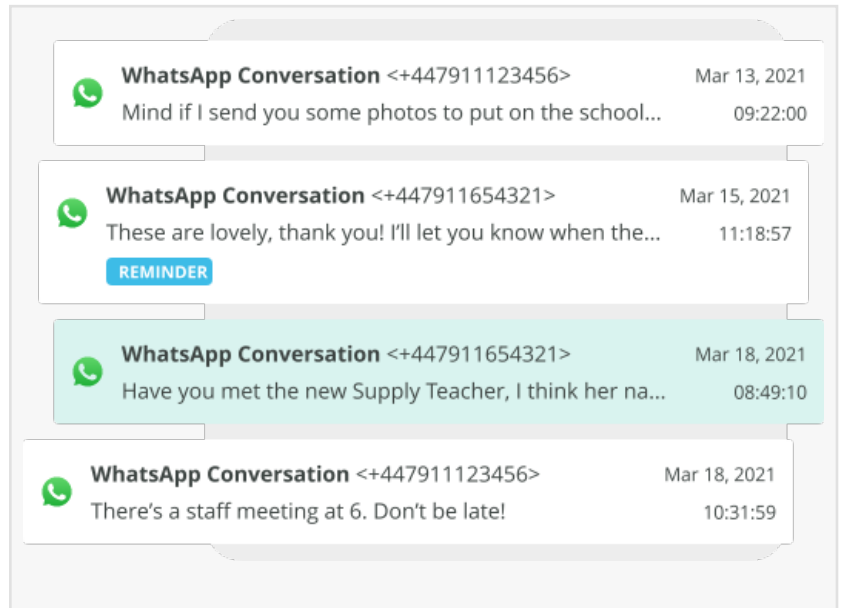 WhatsApp Conversation <+447911123456> Mar 13, 2021
Mind if I send you some photos to put on the school... 09:22:00
WhatsApp Conversation <+447911654321> Mar 15, 2021
These are lovely, thank you! I’ll let you know when the... 11:18:57
REMINDER
WhatsApp Conversation <+447911654321> Mar 18, 2021
Have you met the new Supply Teacher, I think her na... 08:49:10
WhatsApp Conversation <+447911123456> Mar 18, 2021
There’s a staff meeting at 6. Don’t be late! 10:31:59